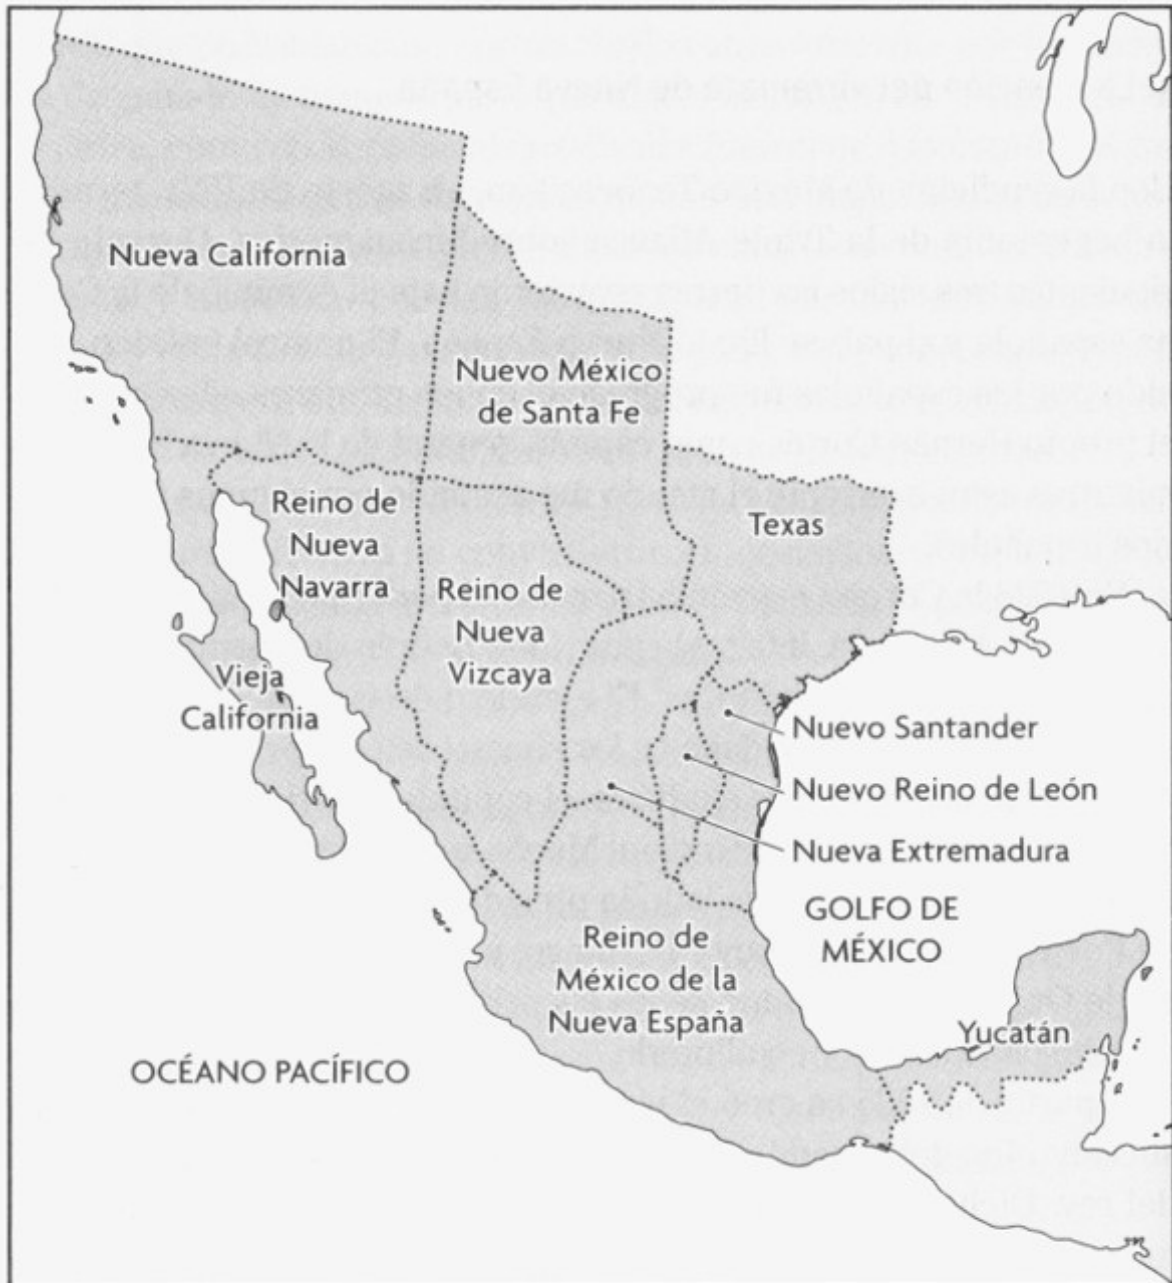 Nueva California
Nuevo México
de Santa Fe
Reino de
Nueva
Navarra
Texas
Reino de
Nueva
Vizcaya
Vieja
California
Nuevo Santander
Nuevo Reino de León
Nueva Extremadura
GOLFO DE
MÉXICO
Reino de
México de la
Nueva España
Yucatán
OCÉANO PACÍFICO